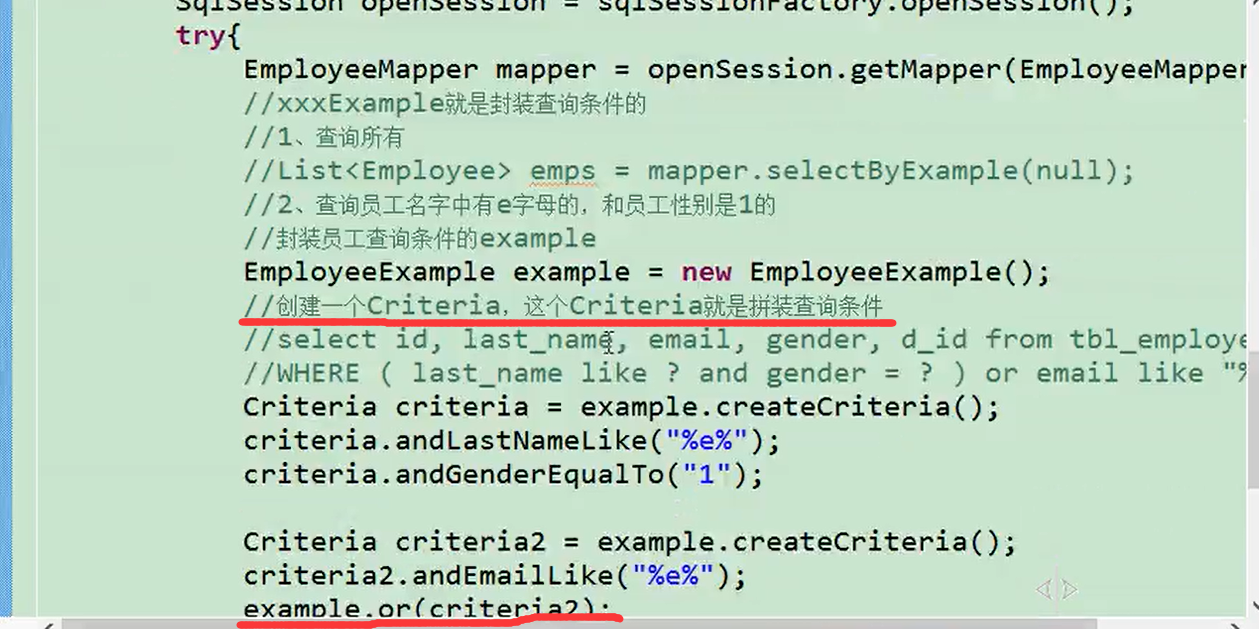 SqlSession openSession = sqlSessionFactory.openSession();
try{
EmployeeMapper mapper = openSession.getMapper(EmployeeMapper
//xxxExample就是封装查询条件的
//1、查询所有
//List<Employee> emps = mapper.selectByExample(null);
//2、查询员工名字中有e字母的，和员工性别是1的
//封装员工查询条件的example
EmployeeExample example = new EmployeeExample();
//创建一个Criteria，这个Criteria就是拼装查询条件
//select id, last_name, email, gender, d_id from tbl_employe
//WHERE ( last_name like ? and gender = ? ) or email like "%
Criteria criteria = example.createCriteria();
criteria.andLastNameLike("%e%");
criteria.andGenderEqualTo("1");
Criteria criteria2 = example.createCriteria();
criteria2.andEmailLike("%e%");
example.or(criteria2);